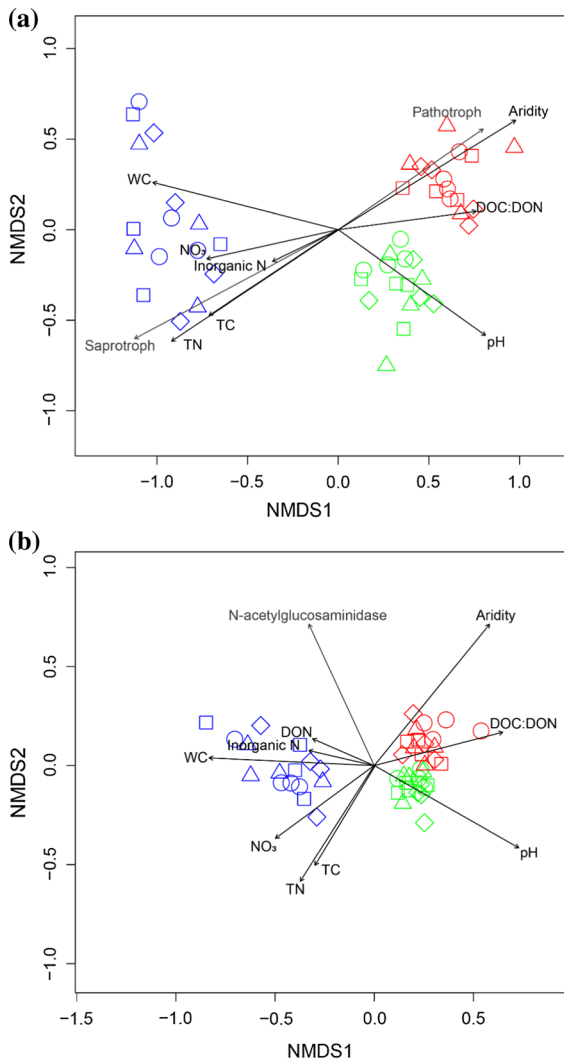 (a)
1.0
0.5
0.0
−0.5
−1.0
NMDS2
Pathotroph
Aridity
WC
DOC:DON
NO₃
Inorganic N
TC
TN
Saprotroph
pH
−1.0 −0.5 0.0 0.5 1.0
NMDS1
(b)
1.0
0.5
0.0
−0.5
−1.0
NMDS2
N-acetylglucosaminidase
Aridity
DOC:DON
DON
Inorganic N
WC
NO₃
TC
TN
pH
−1.5 −1.0 −0.5 0.0 0.5
NMDS1